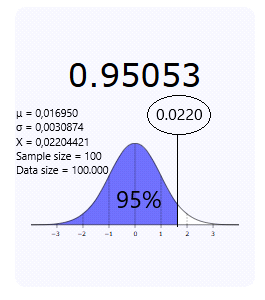 0.95053
0.0220
μ = 0,016950
σ = 0,0030874
X = 0,02204421
Sample size = 100
Data size = 100.000
95%
−3 −2 −1 0 1 2 3